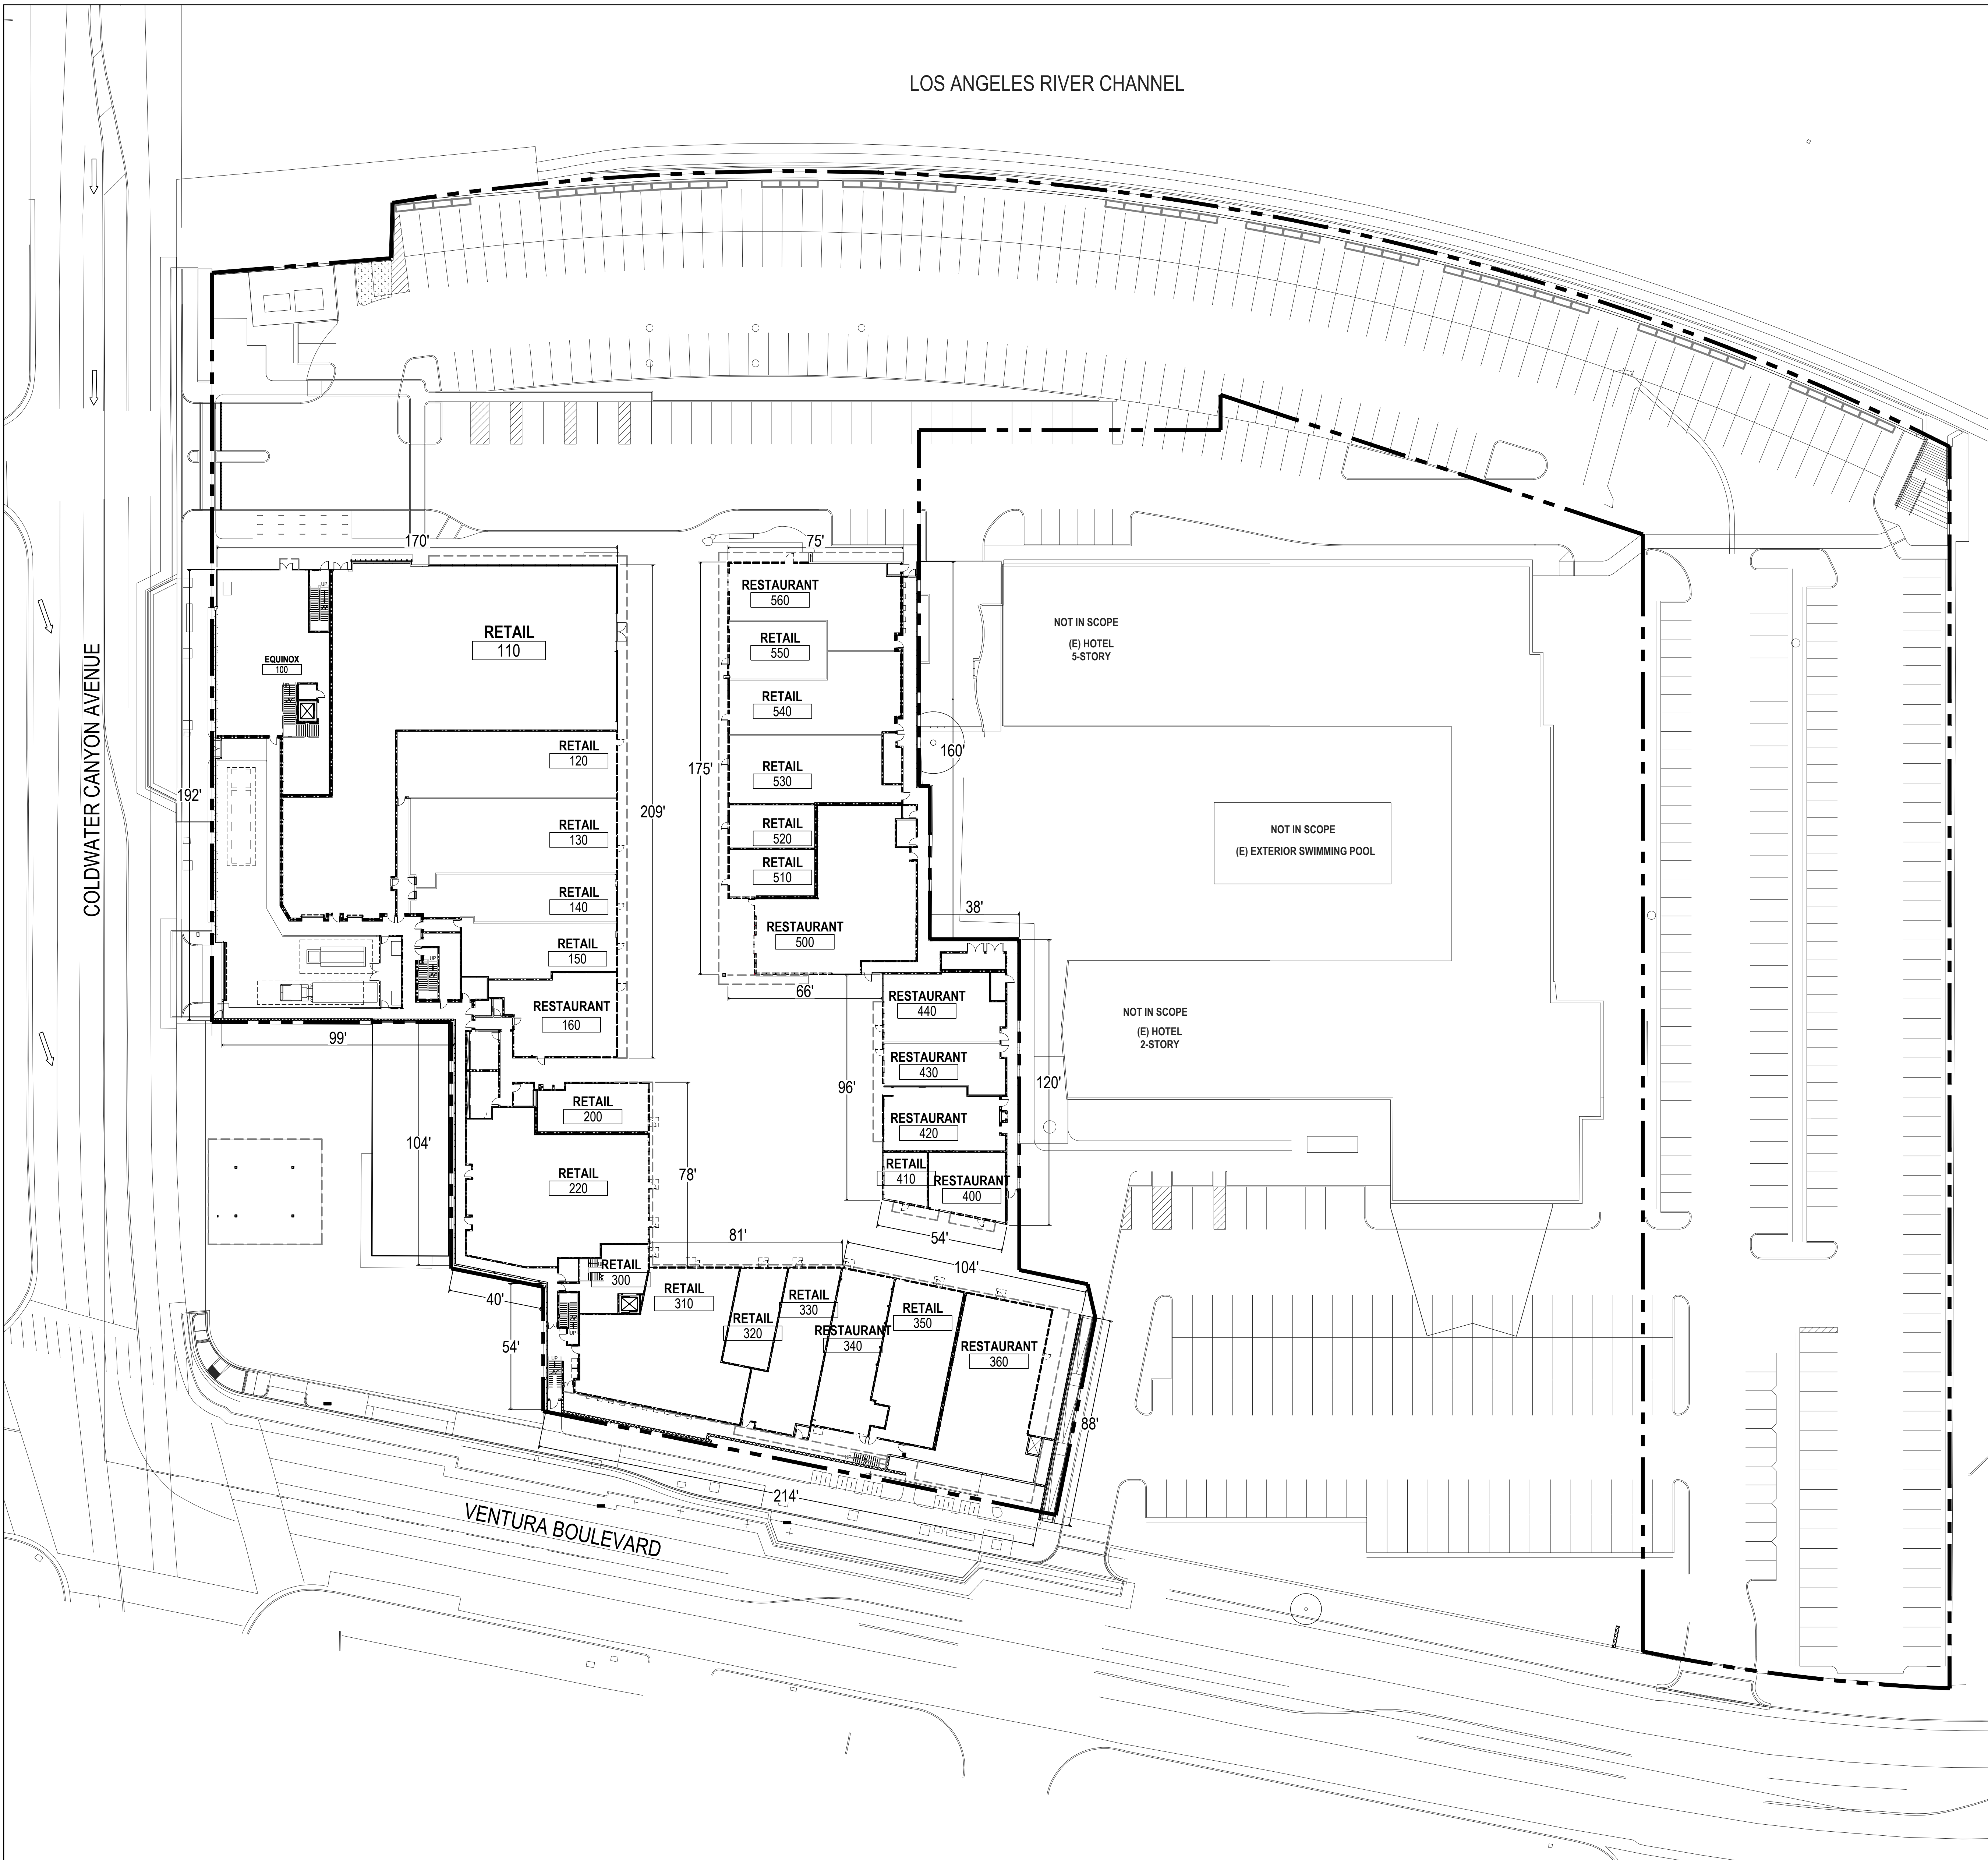 LOS ANGELES RIVER CHANNEL
COLDWATER CANYON AVENUE
170'
75'
UP
RESTAURANT
560
RETAIL
110
RETAIL
550
EQUINOX
100
UP
RETAIL
540
NOT IN SCOPE
(E) HOTEL
5-STORY
RETAIL
120
160'
RETAIL
530
175'
192'
209'
RETAIL
130
RETAIL
520
RETAIL
510
NOT IN SCOPE
(E) EXTERIOR SWIMMING POOL
RETAIL
140
38'
RESTAURANT
500
RETAIL
150
UP
66'
RESTAURANT
160
RESTAURANT
440
NOT IN SCOPE
(E) HOTEL
2-STORY
99'
RESTAURANT
430
96'
120'
RETAIL
200
RESTAURANT
420
104'
RETAIL
220
78'
RETAIL
410
RESTAURANT
400
81'
54'
RETAIL
300
104'
RETAIL
310
40'
RETAIL
330
RETAIL
350
RETAIL
320
RESTAURANT
340
54'
UP
RESTAURANT
360
UP
88'
214'
VENTURA BOULEVARD